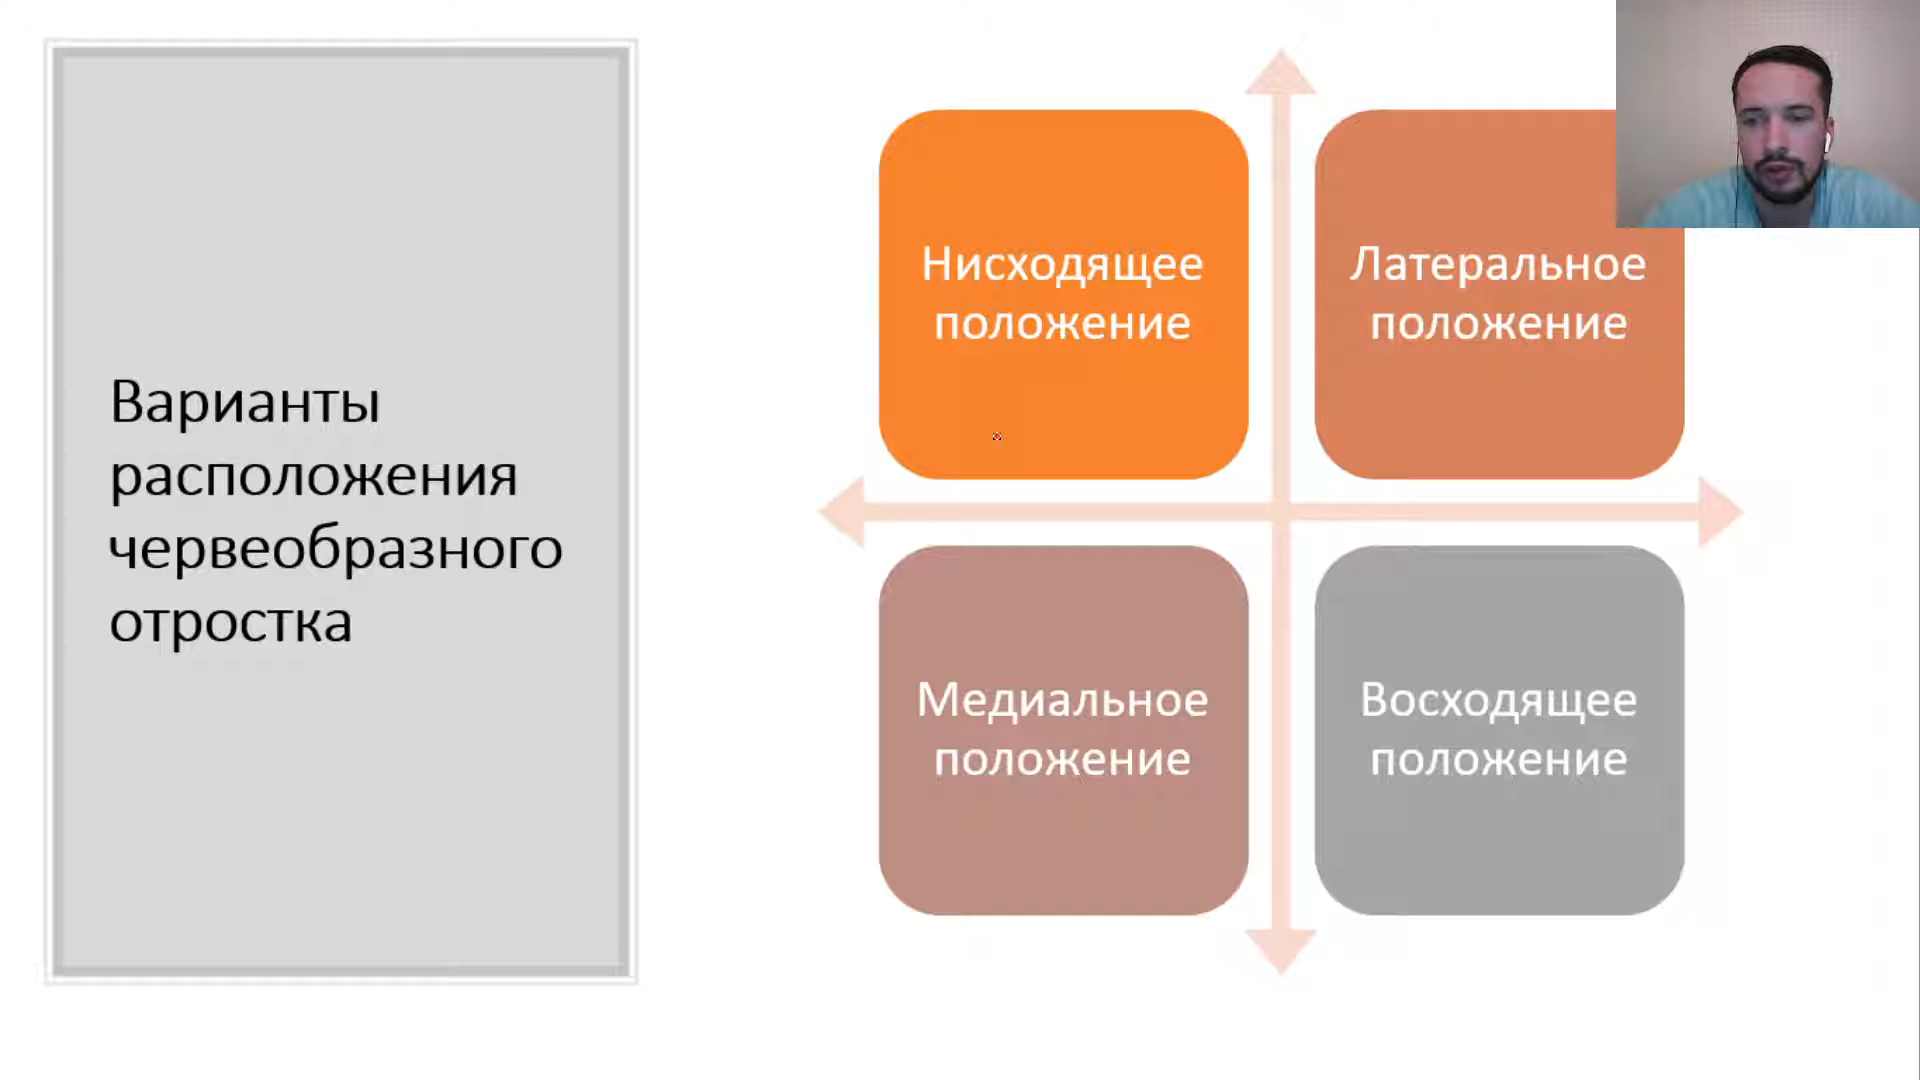 Варианты
расположения
червеобразного
отростка
Нисходящее
положение
Латеральное
положение
Медиальное
положение
Восходящее
положение